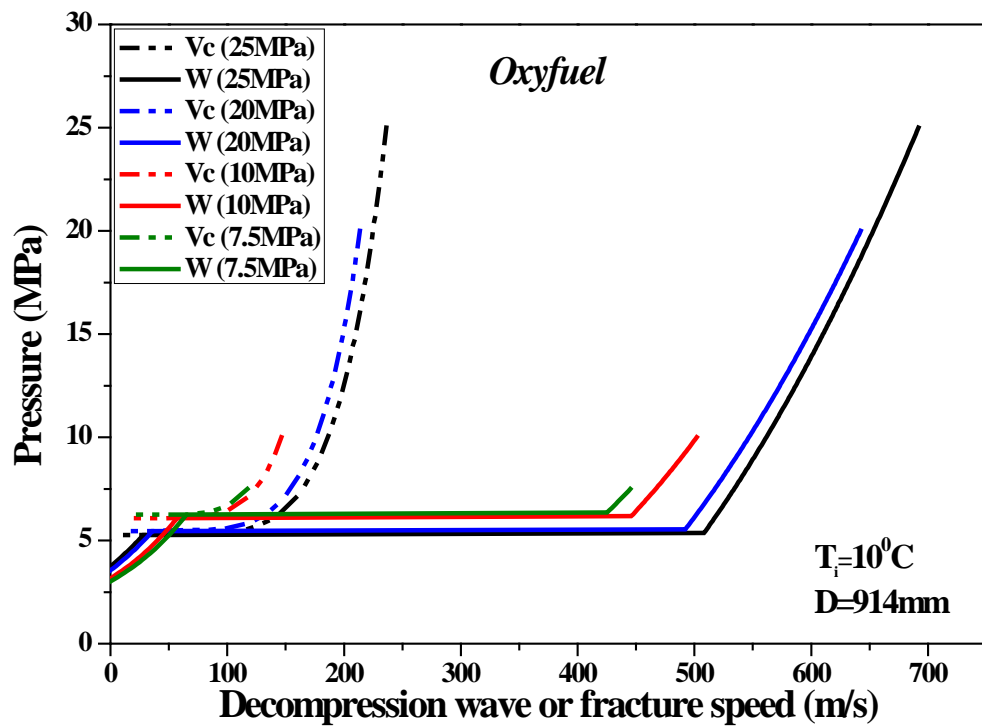 30
25
20
15
10
5
0
Pressure (MPa)
Vc (25MPa)
W (25MPa)
Vc (20MPa)
W (20MPa)
Vc (10MPa)
W (10MPa)
Vc (7.5MPa)
W (7.5MPa)
Oxyfuel
Ti=10⁰C
D=914mm
0 100 200 300 400 500 600 700
Decompression wave or fracture speed (m/s)